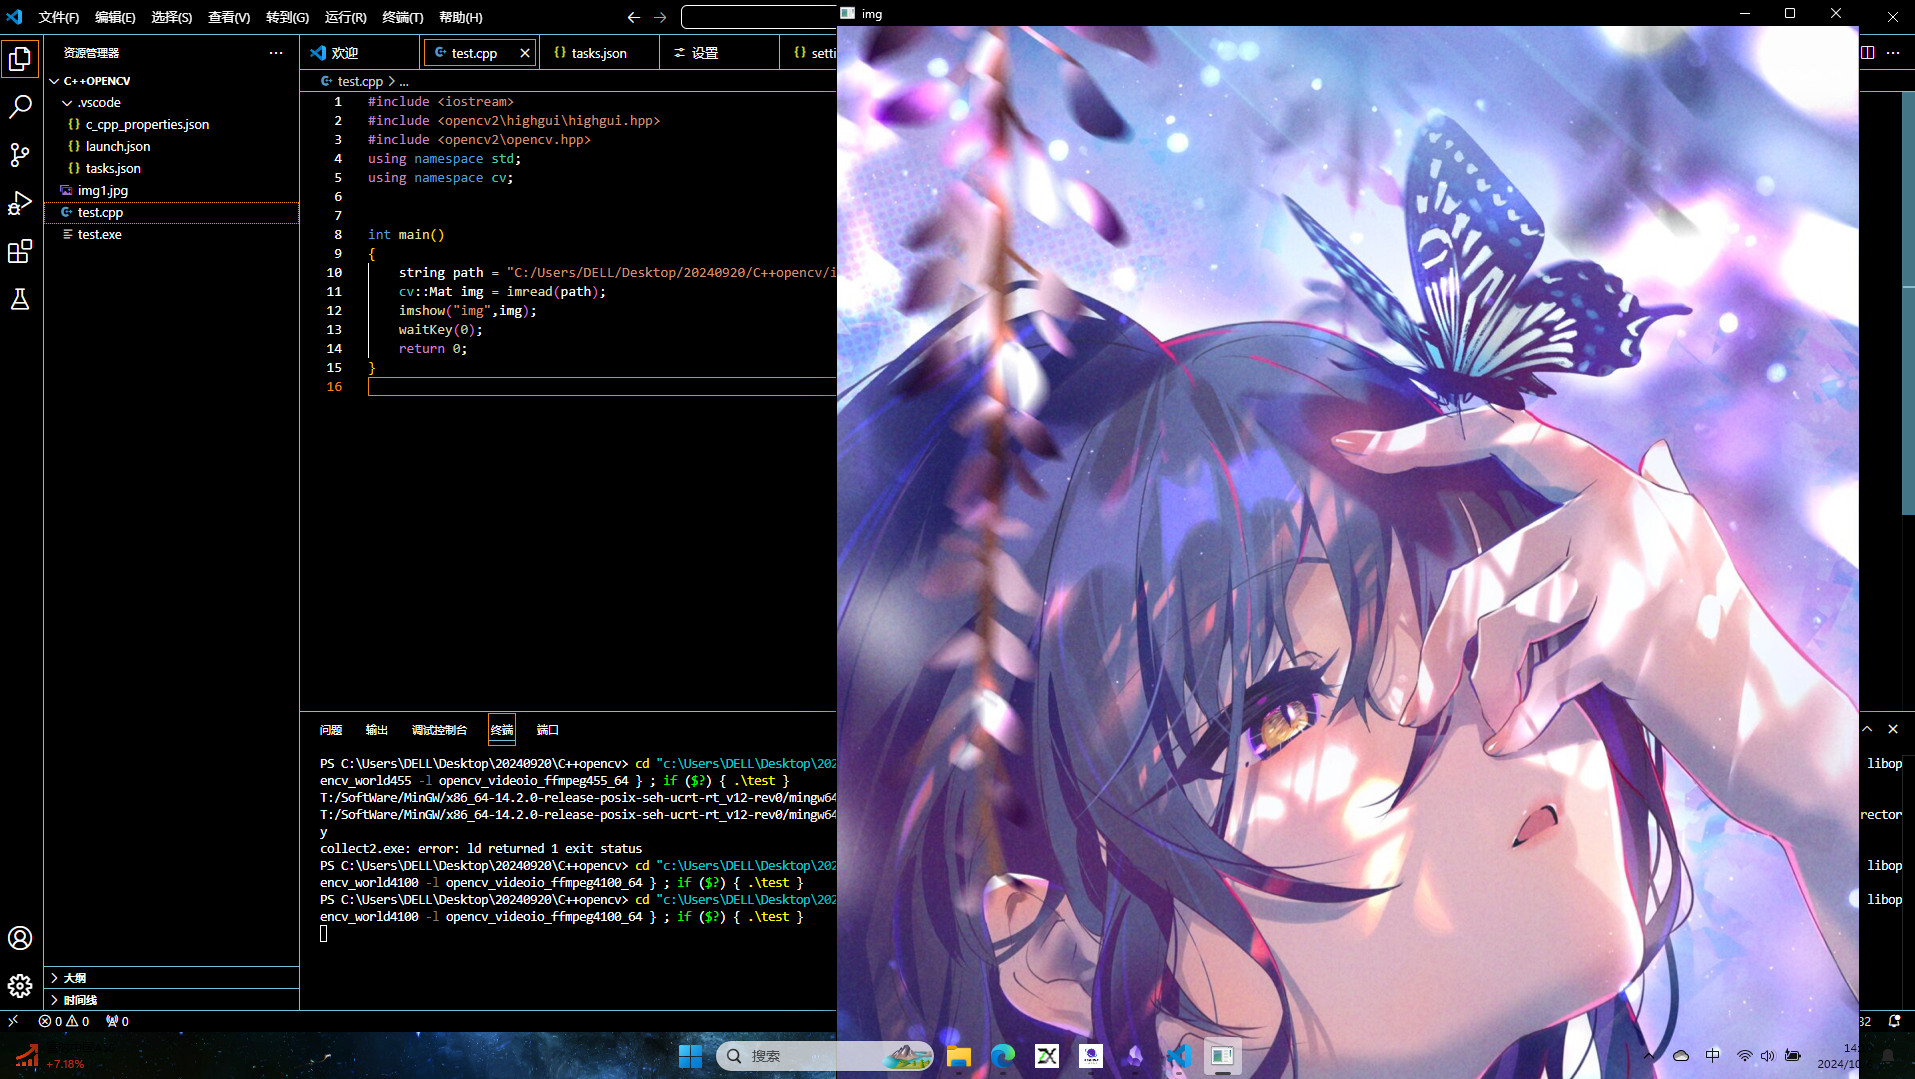 文件(F) 编辑(E) 选择(S) 查看(V) 转到(G) 运行(R) 终端(T) 帮助(H)
img
资源管理器
欢迎 test.cpp tasks.json 设置 setti
C++OPENCV
test.cpp > ...
.vscode
c_cpp_properties.json
launch.json
tasks.json
img1.jpg
test.cpp
test.exe
1 #include <iostream>
2 #include <opencv2\highgui\highgui.hpp>
3 #include <opencv2\opencv.hpp>
4 using namespace std;
5 using namespace cv;
6
7
8 int main()
9 {
10 string path = "C:/Users/DELL/Desktop/20240920/C++opencv/i
11 cv::Mat img = imread(path);
12 imshow("img",img);
13 waitKey(0);
14 return 0;
15 }
16
问题 输出 调试控制台 终端 端口
PS C:\Users\DELL\Desktop\20240920\C++opencv> cd "c:\Users\DELL\Desktop\202 libop
encv_world455 -l opencv_videoio_ffmpeg455_64 } ; if ($?) { .\test }
T:/SoftWare/MinGW/x86_64-14.2.0-release-posix-seh-ucrt-rt_v12-rev0/mingw64
T:/SoftWare/MinGW/x86_64-14.2.0-release-posix-seh-ucrt-rt_v12-rev0/mingw64 rector
y
collect2.exe: error: ld returned 1 exit status
PS C:\Users\DELL\Desktop\20240920\C++opencv> cd "c:\Users\DELL\Desktop\202 libop
encv_world4100 -l opencv_videoio_ffmpeg4100_64 } ; if ($?) { .\test }
PS C:\Users\DELL\Desktop\20240920\C++opencv> cd "c:\Users\DELL\Desktop\202 libop
encv_world4100 -l opencv_videoio_ffmpeg4100_64 } ; if ($?) { .\test }
大纲
时间线
0 0 0 32
+7.18%
搜索
中
14:
2024/10